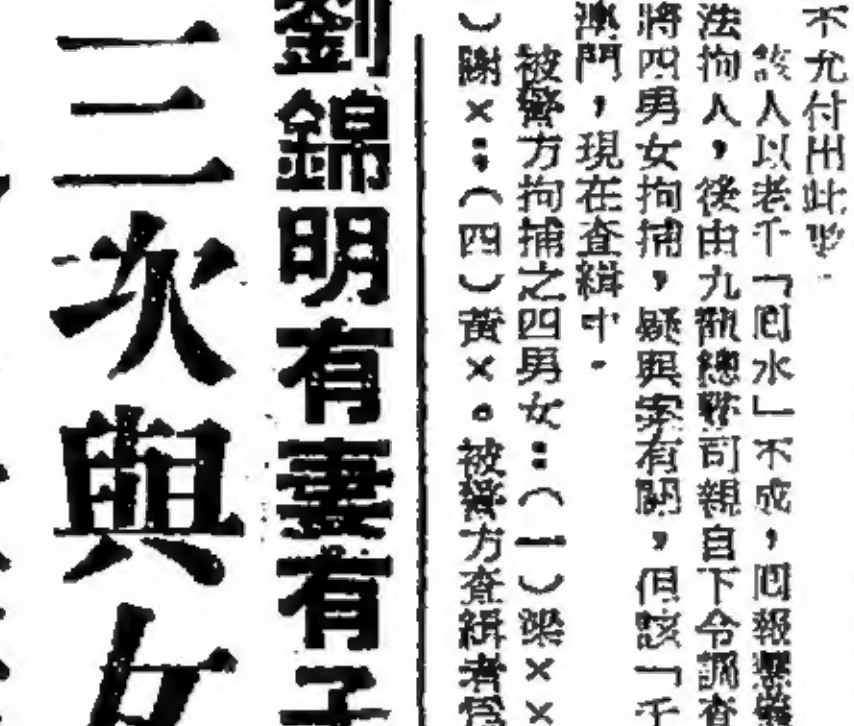 不允付出此
該人以老千「回水」不成，囘報
法拘人，後由九總司親自下令調查
將四男女拘捕，疑與案有關，但該「千
澳門，現在查緝中。
被警方拘捕之四男女：（一）梁××
）謝×：（四）黃×。被警方查緝者
劉錦明有妻有子
三次與女